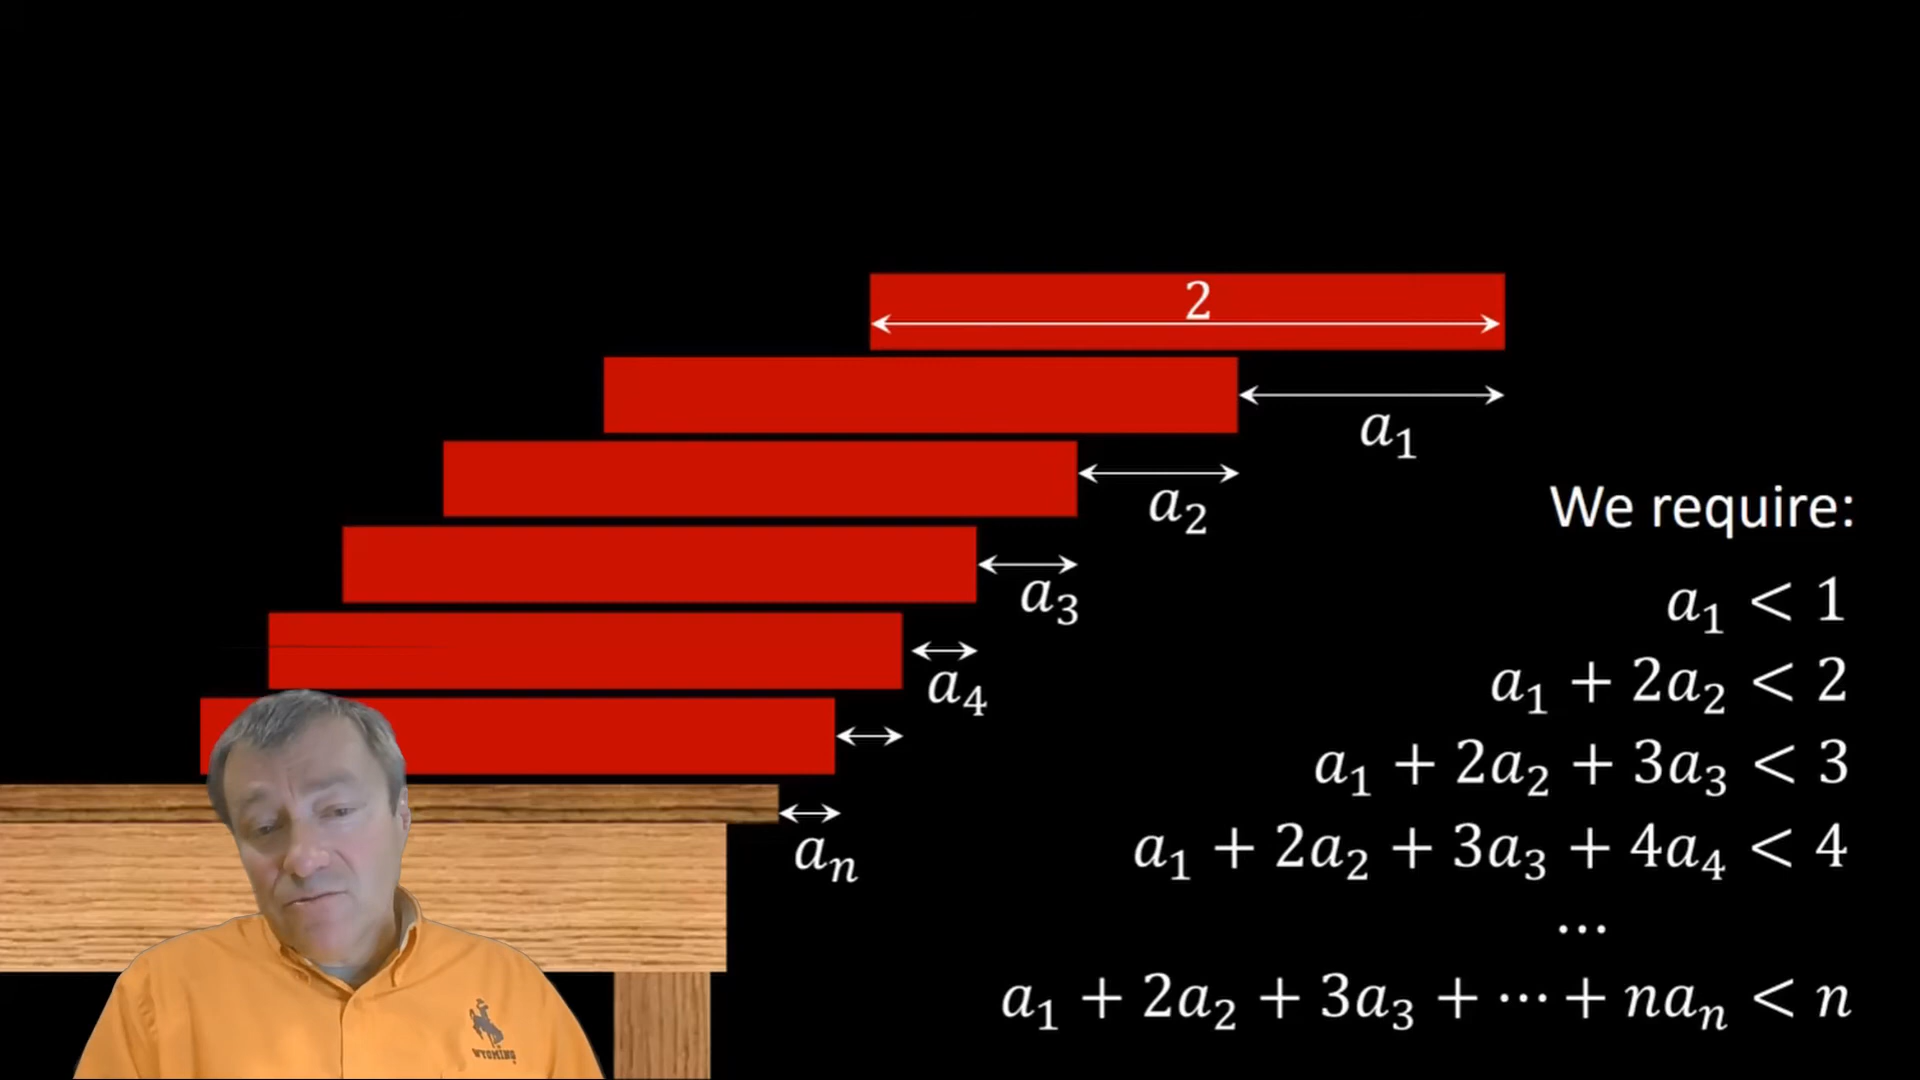 2
a₁
a₂
a₃
a₄
aₙ
We require:
a₁ < 1
a₁ + 2a₂ < 2
a₁ + 2a₂ + 3a₃ < 3
a₁ + 2a₂ + 3a₃ + 4a₄ < 4
⋯
a₁ + 2a₂ + 3a₃ + ⋯ + naₙ < n
WYOMING